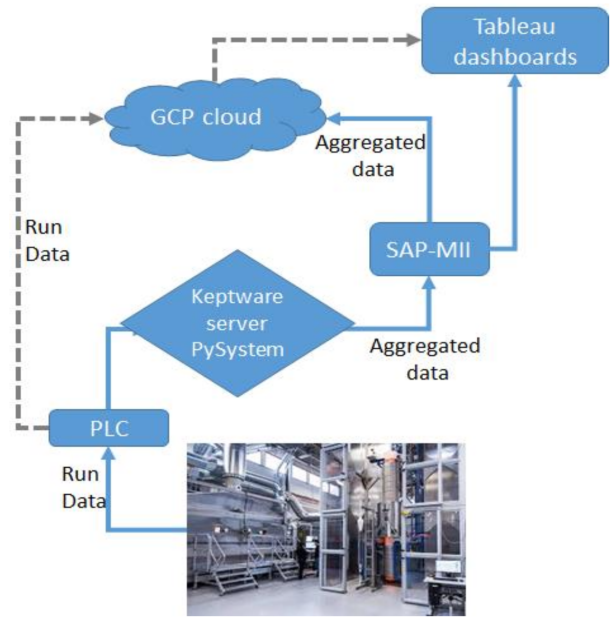 Tableau
dashboards
GCP cloud
Aggregated
data
Run
Data
SAP-MII
Keptware
server
PySystem
Aggregated
data
PLC
Run
Data